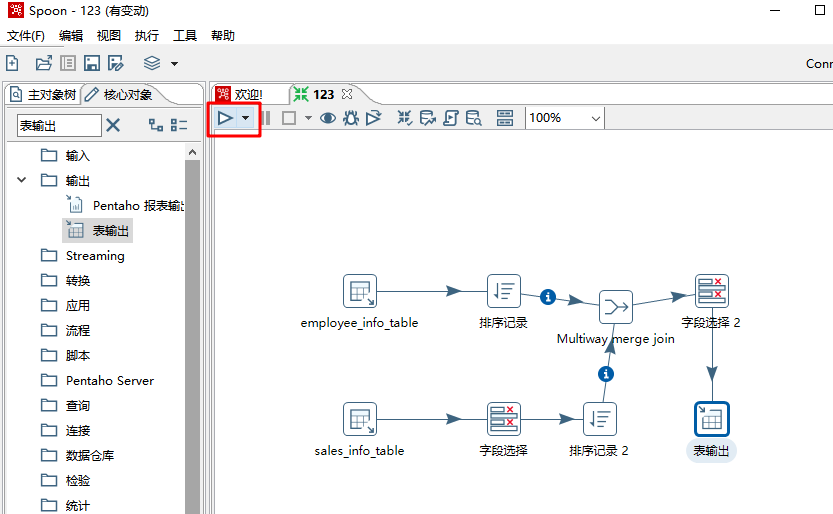 Spoon - 123 (有变动)
文件(F) 编辑 视图 执行 工具 帮助
Conn
主对象树 核心对象
欢迎! 123
表输出
100%
输入
输出
Pentaho 报表输出
表输出
Streaming
转换
应用
流程
脚本
Pentaho Server
查询
连接
数据仓库
检验
统计
employee_info_table
排序记录
Multiway merge join
字段选择 2
sales_info_table
字段选择
排序记录 2
表输出